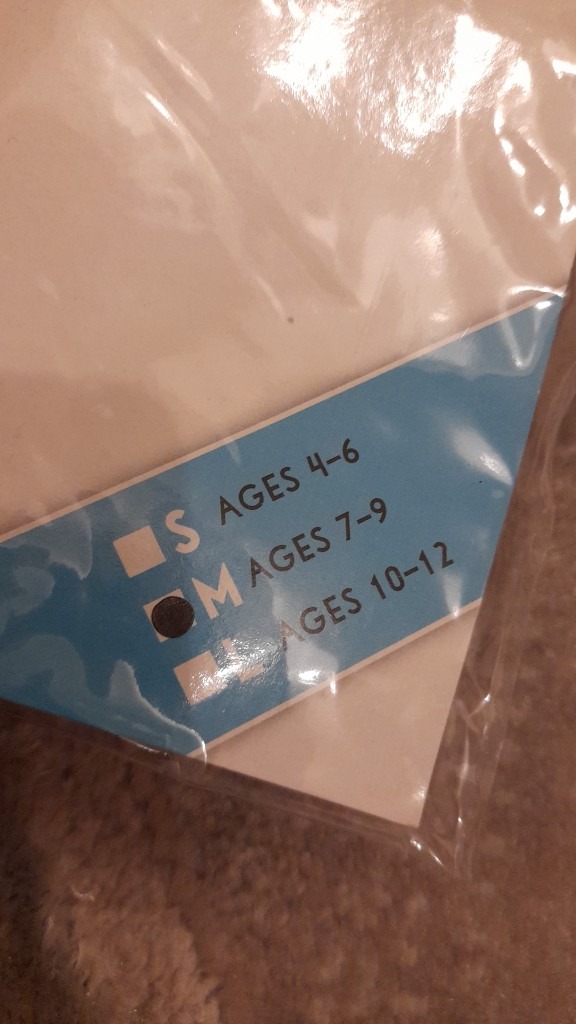 S AGES 4-6
M AGES 7-9
L AGES 10-12